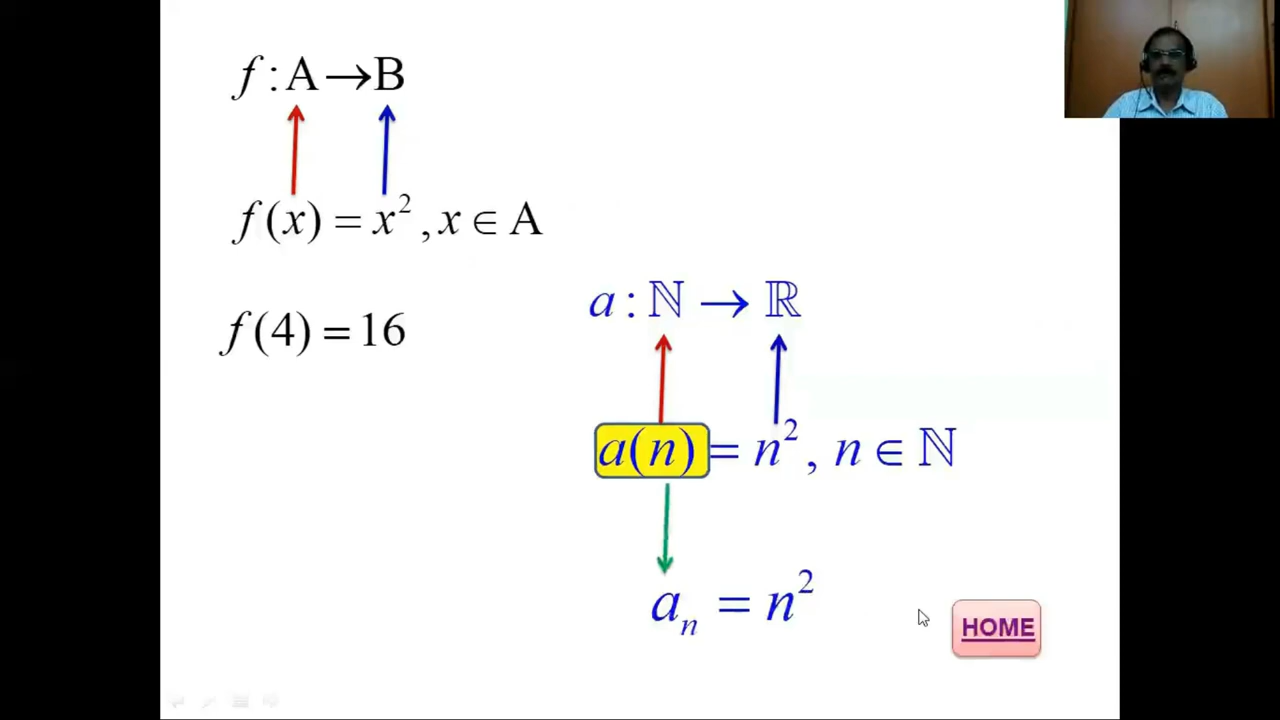 f : A → B
f(x) = x², x ∈ A
f(4) = 16
a : ℕ → ℝ
a(n) = n², n ∈ ℕ
aₙ = n²
HOME